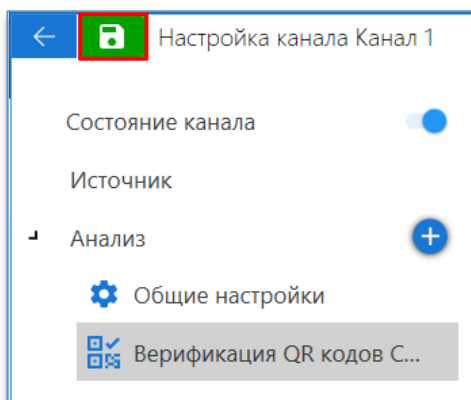 Настройка канала Канал 1
Состояние канала
Источник
Анализ
Общие настройки
Верификация QR кодов С...